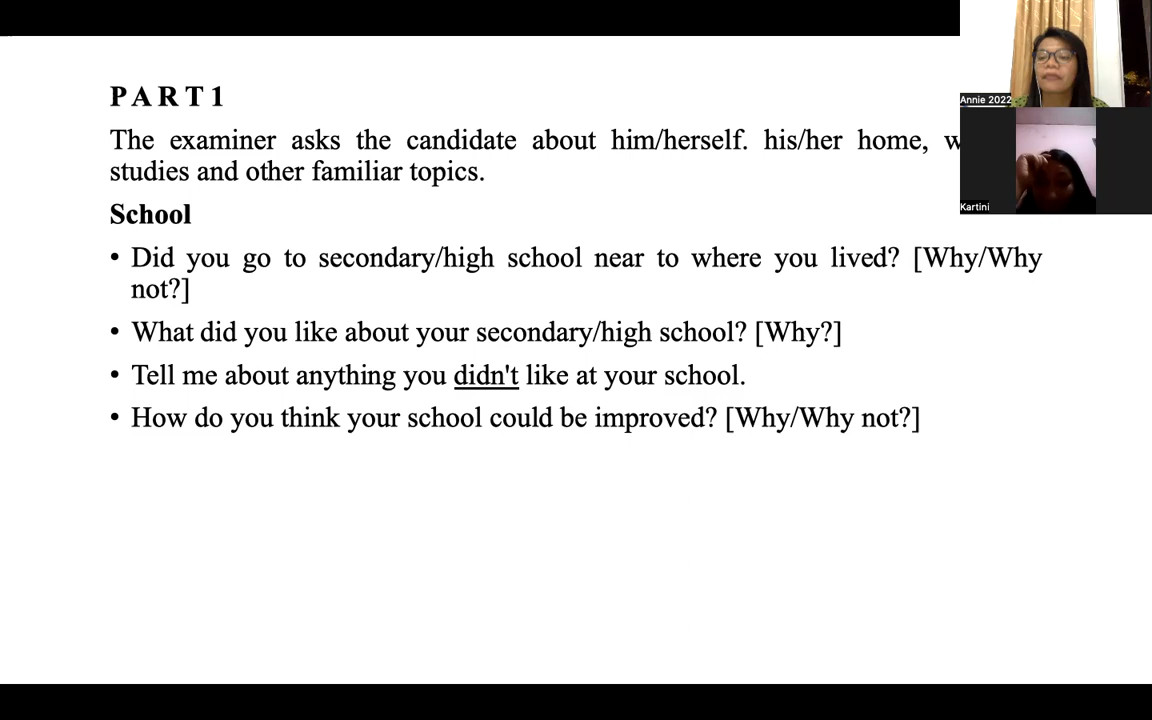 PART 1
The examiner asks the candidate about him/herself. his/her home,
studies and other familiar topics.
School
• Did you go to secondary/high school near to where you lived? [Why/Why
not?]
• What did you like about your secondary/high school? [Why?]
• Tell me about anything you didn't like at your school.
• How do you think your school could be improved? [Why/Why not?]
Annie 2022
Kartini